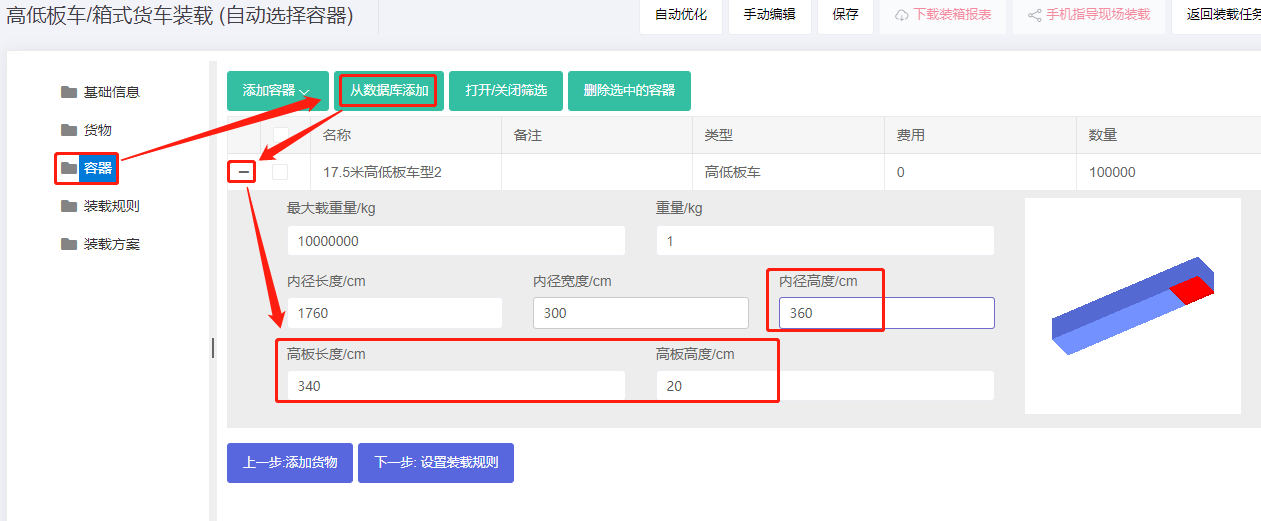 高低板车/箱式货车装载 (自动选择容器)
自动优化 手动编辑 保存 下载装箱报表 手机指导现场装载 返回装载任务
基础信息
货物
容器
装载规则
装载方案
添加容器 从数据库添加 打开/关闭筛选 删除选中的容器
名称 备注 类型 费用 数量
17.5米高低板车型2 高低板车 0 100000
最大载重量/kg 重量/kg
10000000 1
内径长度/cm 内径宽度/cm 内径高度/cm
1760 300 360
高板长度/cm 高板高度/cm
340 20
上一步:添加货物 下一步: 设置装载规则